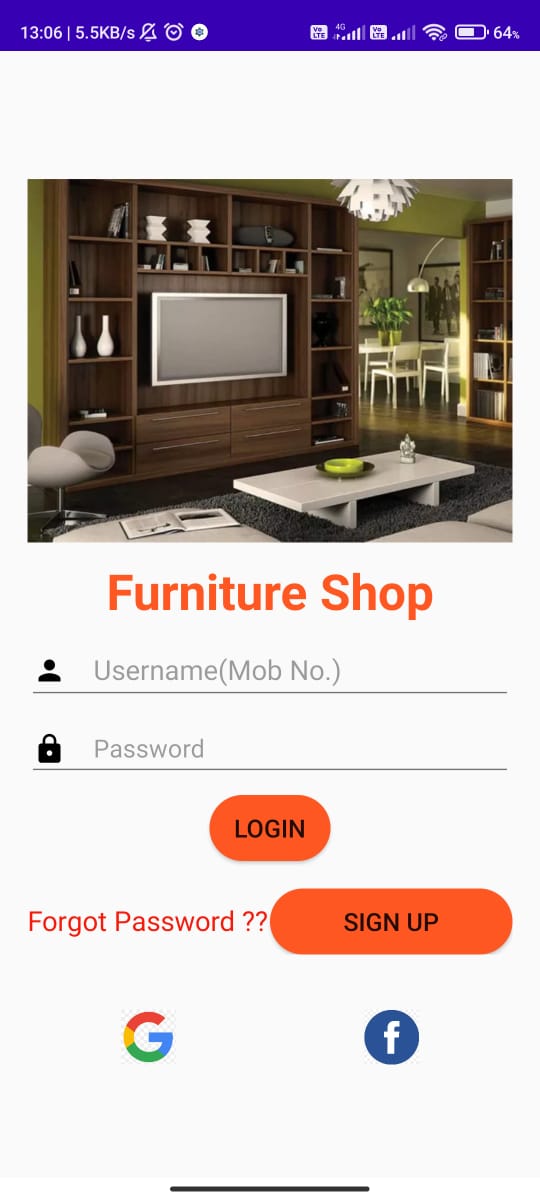 13:06 | 5.5KB/s Vo LTE 4G Vo LTE 64%
Furniture Shop
Username(Mob No.)
Password
LOGIN
Forgot Password ?? SIGN UP
G f